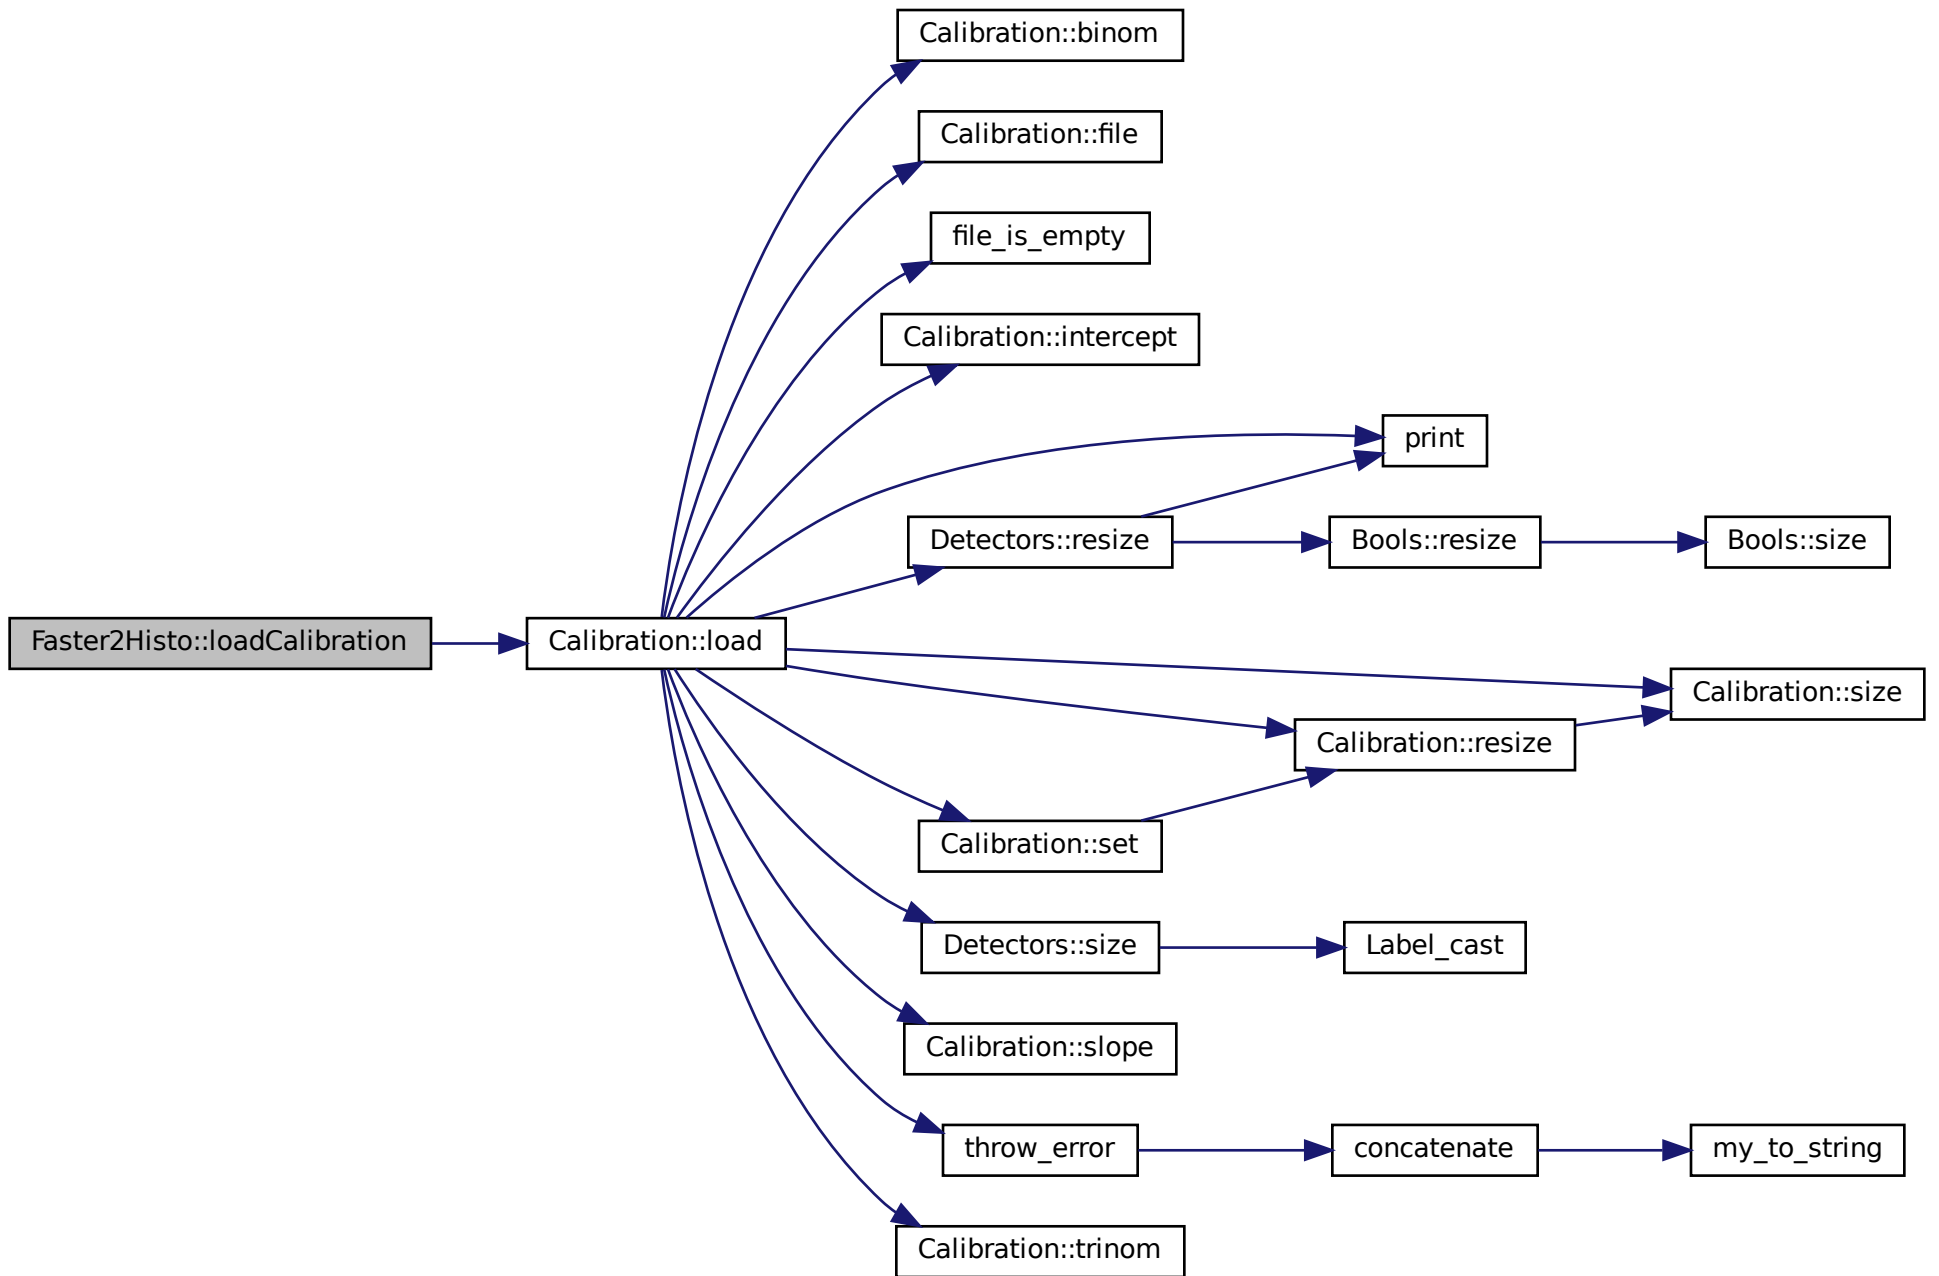 Calibration::binom
Calibration::file
file_is_empty
Calibration::intercept
print
Detectors::resize
Bools::resize
Bools::size
Faster2Histo::loadCalibration
Calibration::load
Calibration::size
Calibration::resize
Calibration::set
Detectors::size
Label_cast
Calibration::slope
throw_error
concatenate
my_to_string
Calibration::trinom